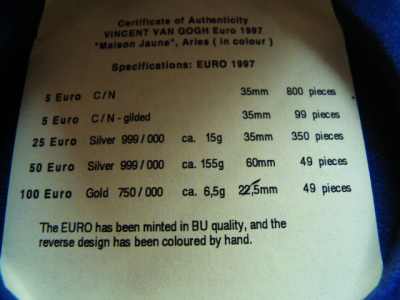 Certificate of Authenticity
VINCENT VAN GOGH Euro 1997
"Maison Jaune", Arles ( in colour )
Specifications: EURO 1997
5 Euro C/N 35mm 800 pieces
5 Euro C/N - gilded 35mm 99 pieces
25 Euro Silver 999/000 ca. 15g 35mm 350 pieces
50 Euro Silver 999/000 ca. 155g 60mm 49 pieces
100 Euro Gold 750/000 ca. 6,5g 22,5mm 49 pieces
The EURO has been minted in BU quality, and the
reverse design has been coloured by hand.